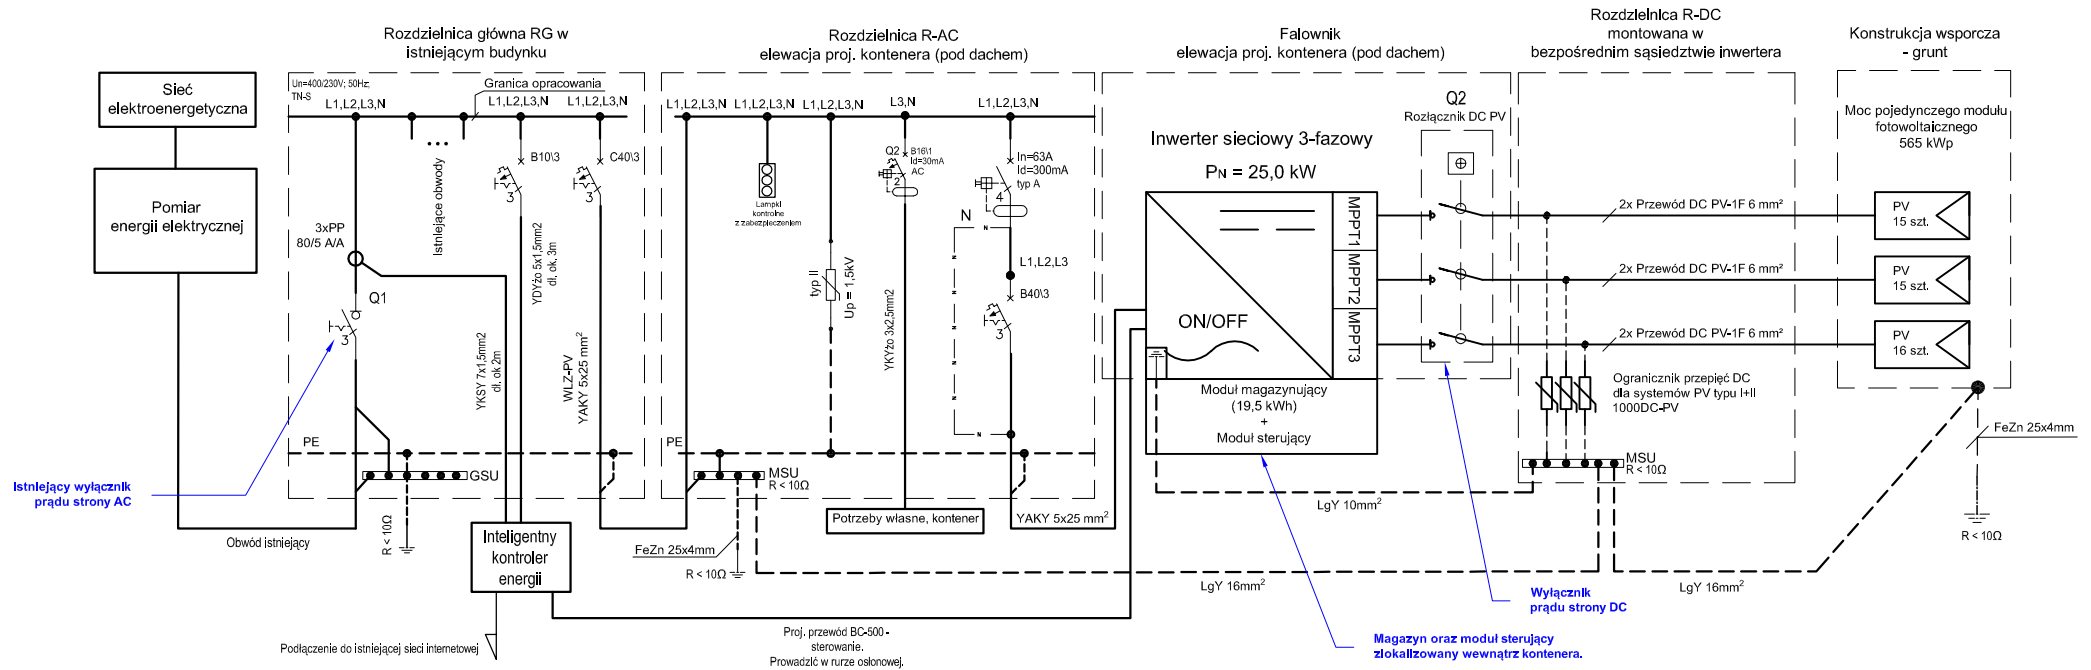 Sieć
elektroenergetyczna
Pomiar
energii elektrycznej
Istniejący wyłącznik
prądu strony AC
Obwód istniejący
Rozdzielnica główna RG w
istniejącym budynku
Un=400/230V; 50Hz;
TN-S
Granica opracowania
L1,L2,L3,N
L1,L2,L3,N
L1,L2,L3,N
...
Istniejące obwody
B10\3
3
C40\3
3
3xPP
80/5 A/A
Q1
3
YDYżo 5x1,5mm2
dł. ok. 3m
YKSY 7x1,5mm2
dł. ok 2m
WLZ-PV
YAKY 5x25 mm²
PE
GSU
R < 10Ω
Inteligentny
kontroler
energii
Podłączenie do istniejącej sieci internetowej
Rozdzielnica R-AC
elewacja proj. kontenera (pod dachem)
L1,L2,L3,N
L1,L2,L3,N
L1,L2,L3,N
L3,N
L1,L2,L3,N
Lampki
kontrolne
z zabezpieczeniem
typ II
Up = 1,5kV
Q2
B16\1
Id=30mA
AC
2
YKYżo 3x2,5mm2
In=63A
Id=300mA
typ A
4
N
N
N
N
N
N
N
L1,L2,L3
B40\3
3
PE
MSU
R < 10Ω
FeZn 25x4mm
R < 10Ω
Potrzeby własne, kontener
YAKY 5x25 mm²
LgY 16mm²
Proj. przewód BC-500 -
sterowanie.
Prowadzić w rurze osłonowej.
Falownik
elewacja proj. kontenera (pod dachem)
Inwerter sieciowy 3-fazowy
PN = 25,0 kW
ON/OFF
MPPT1
MPPT2
MPPT3
Moduł magazynujący
(19,5 kWh)
+
Moduł sterujący
Q2
Rozłącznik DC PV
LgY 10mm²
Wyłącznik
prądu strony DC
Magazyn oraz moduł sterujący
zlokalizowany wewnątrz kontenera.
Rozdzielnica R-DC
montowana w
bezpośrednim sąsiedztwie inwertera
2x Przewód DC PV-1F 6 mm²
2x Przewód DC PV-1F 6 mm²
2x Przewód DC PV-1F 6 mm²
Ogranicznik przepięć DC
dla systemów PV typu I+II
1000DC-PV
MSU
R < 10Ω
LgY 16mm²
Konstrukcja wsporcza
- grunt
Moc pojedynczego modułu
fotowoltaicznego
565 kWp
PV
15 szt.
PV
15 szt.
PV
16 szt.
FeZn 25x4mm
R < 10Ω